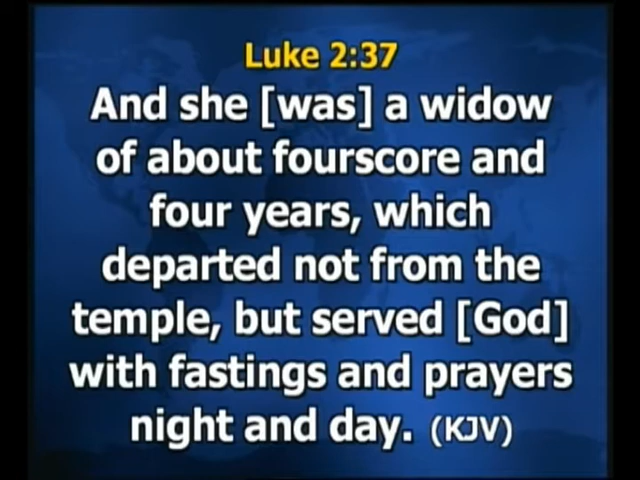 Luke 2:37
And she [was] a widow
of about fourscore and
four years, which
departed not from the
temple, but served [God]
with fastings and prayers
night and day. (KJV)